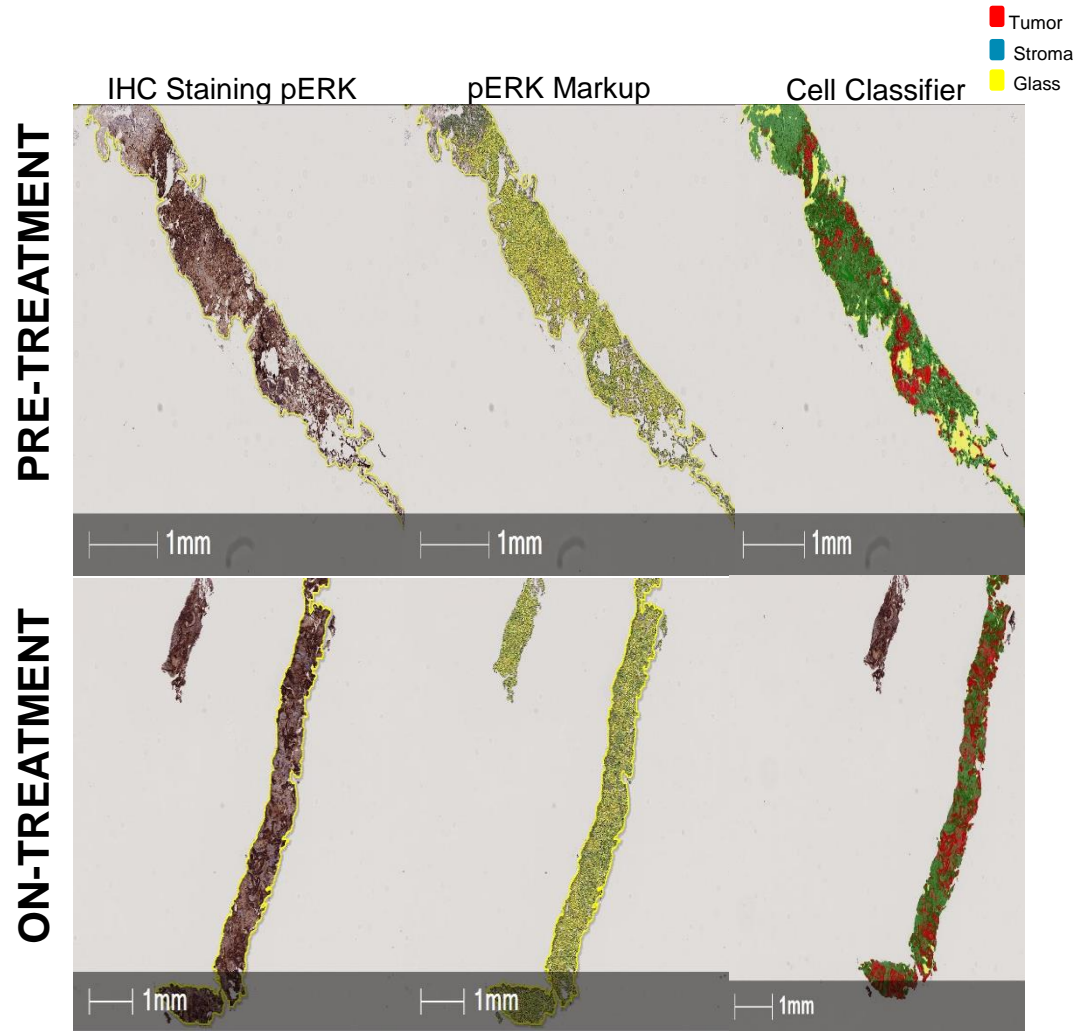 Tumor
Stroma
Glass
IHC Staining pERK
pERK Markup
Cell Classifier
PRE-TREATMENT
1mm
1mm
1mm
ON-TREATMENT
1mm
1mm
1mm